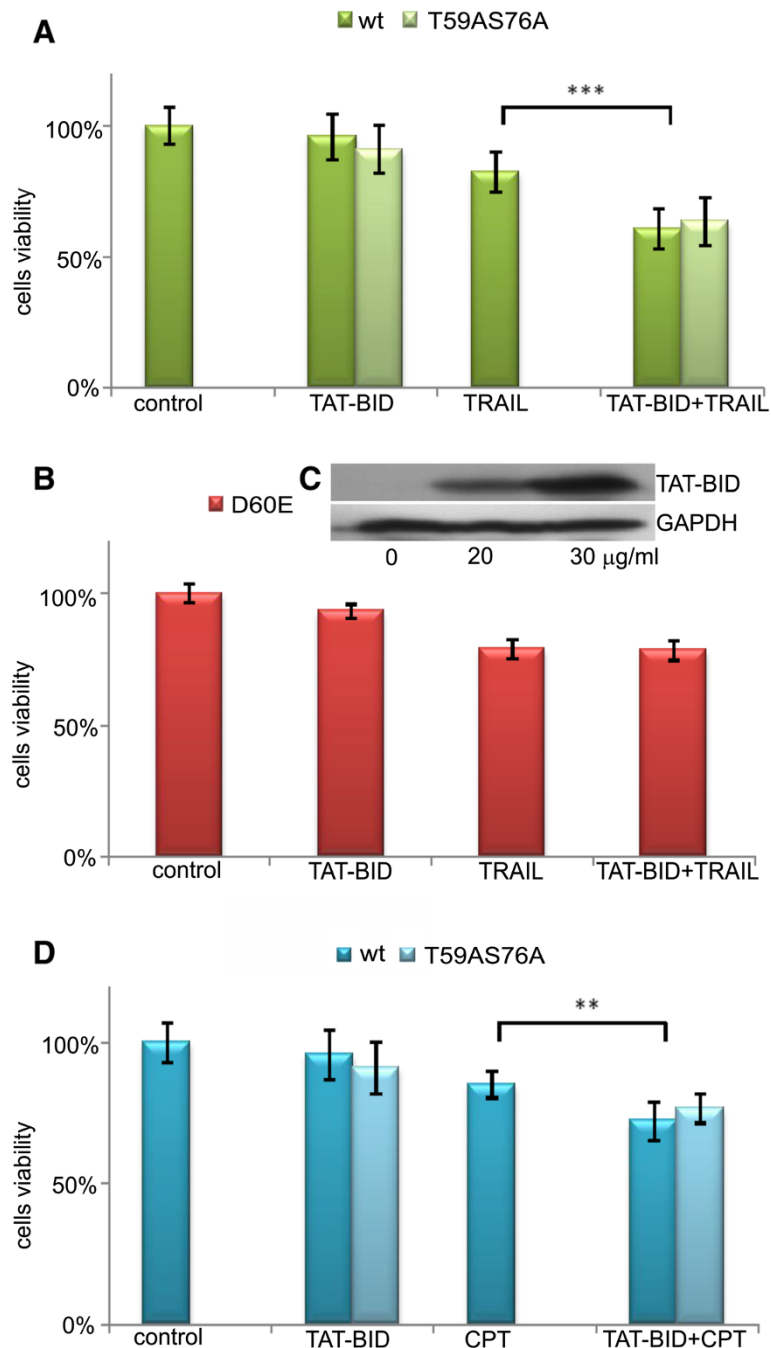 A
wt T59AS76A
***
100%
50%
0%
cells viability
control TAT-BID TRAIL TAT-BID+TRAIL
B
D60E
C
TAT-BID
GAPDH
0 20 30 μg/ml
100%
50%
0%
cells viability
control TAT-BID TRAIL TAT-BID+TRAIL
D
wt T59AS76A
**
100%
50%
0%
cells viability
control TAT-BID CPT TAT-BID+CPT